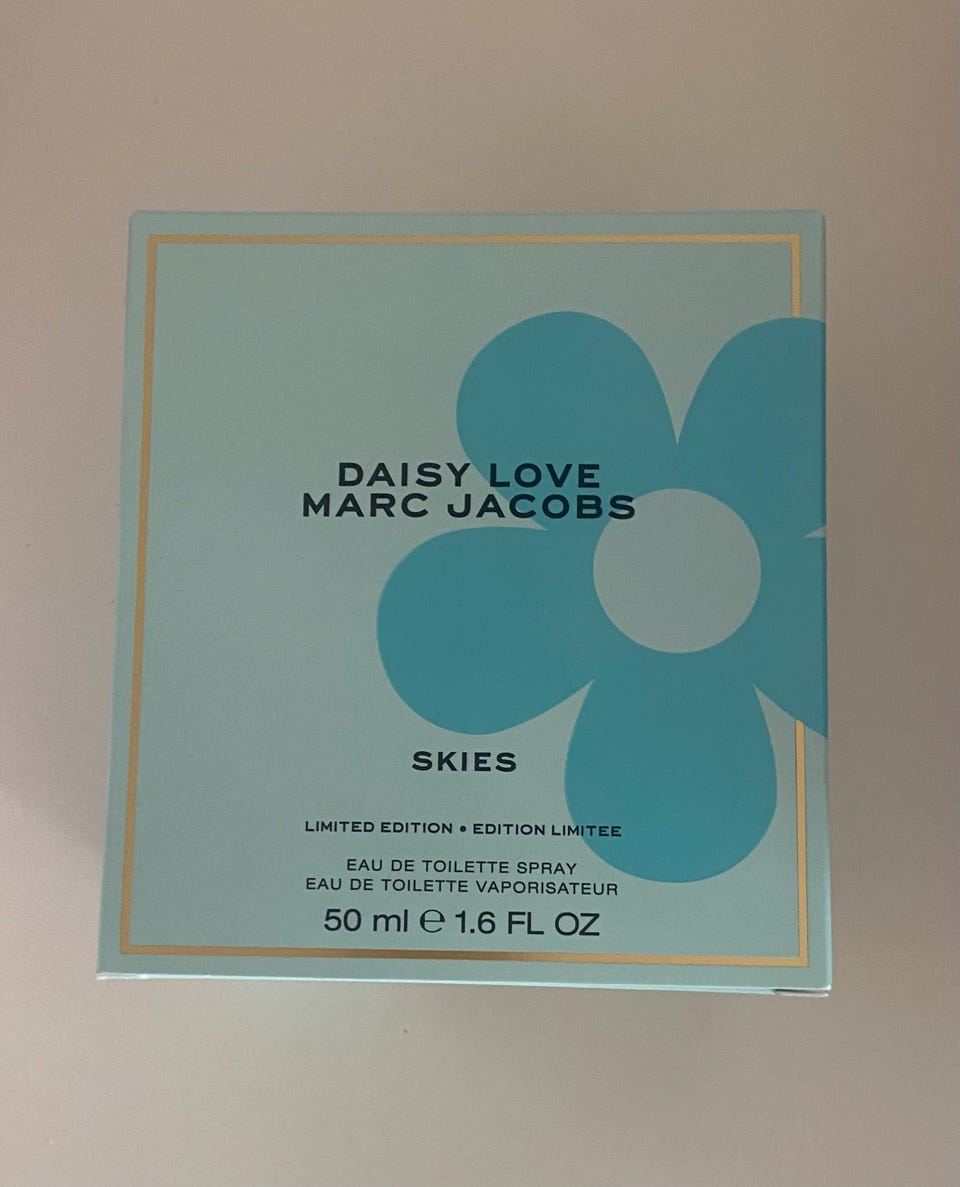 DAISY LOVE
MARC JACOBS
SKIES
LIMITED EDITION • EDITION LIMITEE
EAU DE TOILETTE SPRAY
EAU DE TOILETTE VAPORISATEUR
50 ml ℮ 1.6 FL OZ